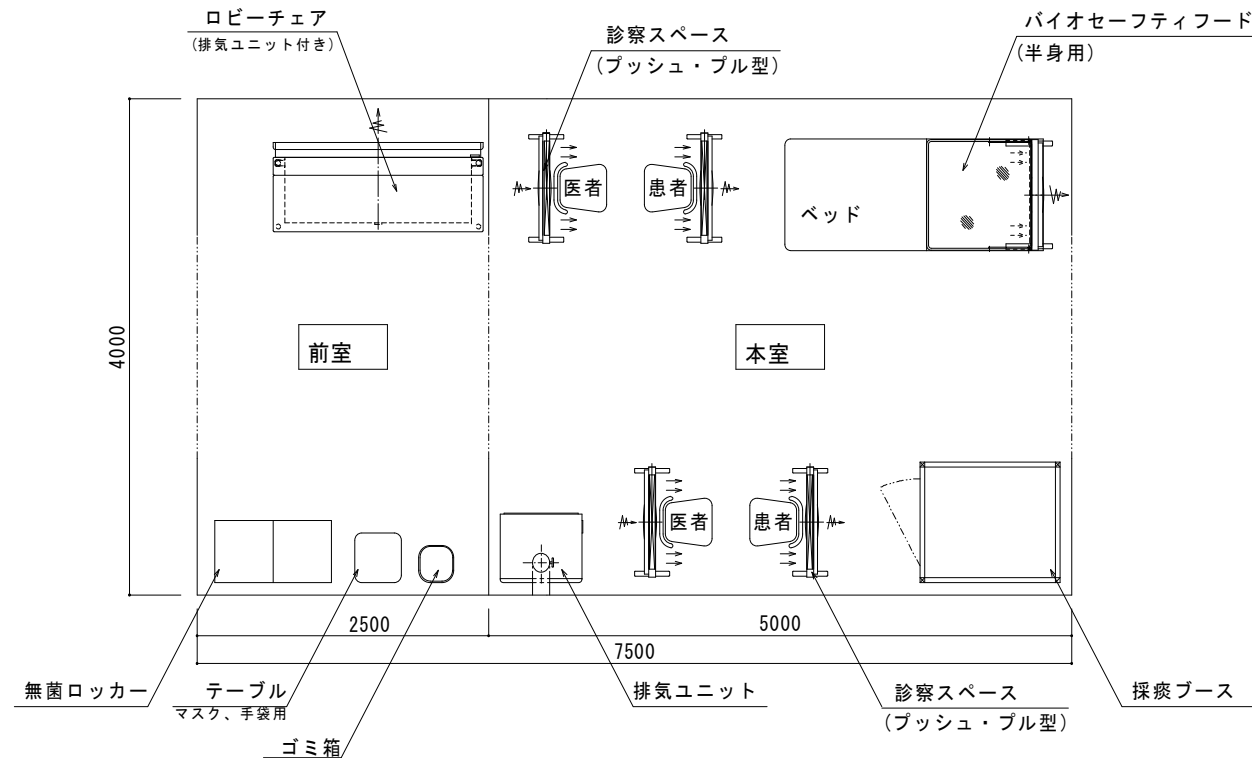 ロビーチェア
(排気ユニット付き)
診察スペース
(プッシュ・プル型)
バイオセーフティフード
(半身用)
医者
患者
ベッド
4000
前室
本室
医者
患者
2500
5000
7500
無菌ロッカー
テーブル
マスク、手袋用
ゴミ箱
排気ユニット
診察スペース
(プッシュ・プル型)
採痰ブース